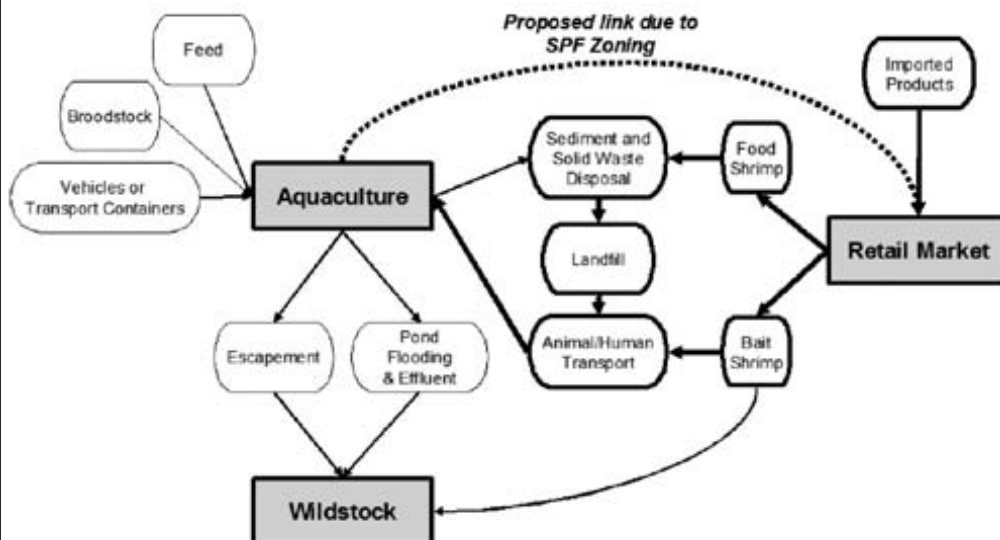 Proposed link due to
SPF Zoning
Feed
Imported
Products
Broodstock
Sediment and
Solid Waste
Disposal
Food
Shrimp
Vehicles or
Transport Containers
Aquaculture
Retail Market
Landfill
Escapement
Pond
Flooding
& Effluent
Animal/Human
Transport
Bait
Shrimp
Wildstock